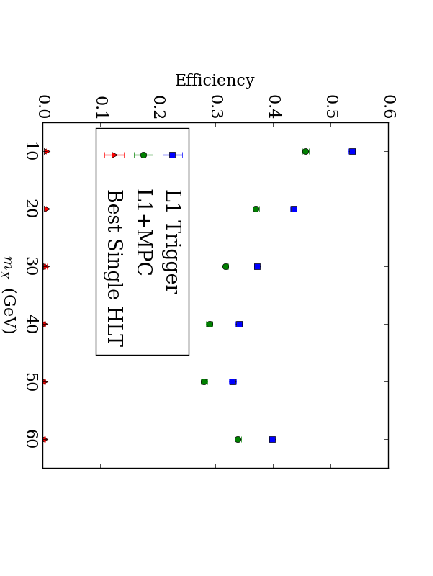 Efficiency
0.0 0.1 0.2 0.3 0.4 0.5 0.6
10 20 30 40 50 60
m_X (GeV)
L1 Trigger
L1+MPC
Best Single HLT